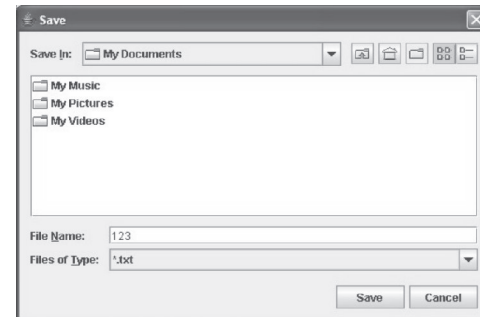 Save
Save In: My Documents
My Music
My Pictures
My Videos
File Name: 123
Files of Type: *.txt
Save Cancel